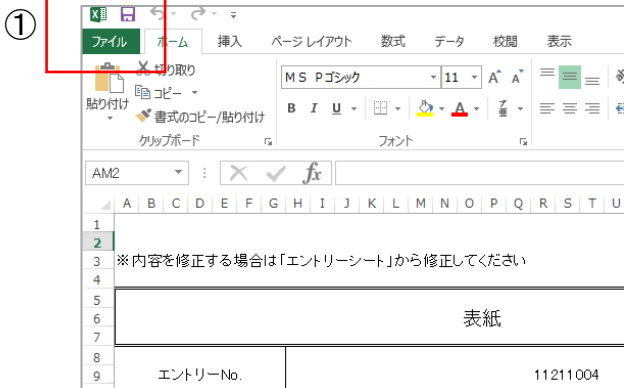 ①
ファイル ホーム 挿入 ページ レイアウト 数式 データ 校閲 表示
切り取り
コピー
書式のコピー/貼り付け
貼り付け
クリップボード
ＭＳ Ｐゴシック 11 A A
B I U A
フォント
AM2 fx
A B C D E F G H I J K L M N O P Q R S T U
1
2
3 ※内容を修正する場合は「エントリーシート」から修正してください
4
5
6 表紙
7
8
9 エントリーNo. 11211004